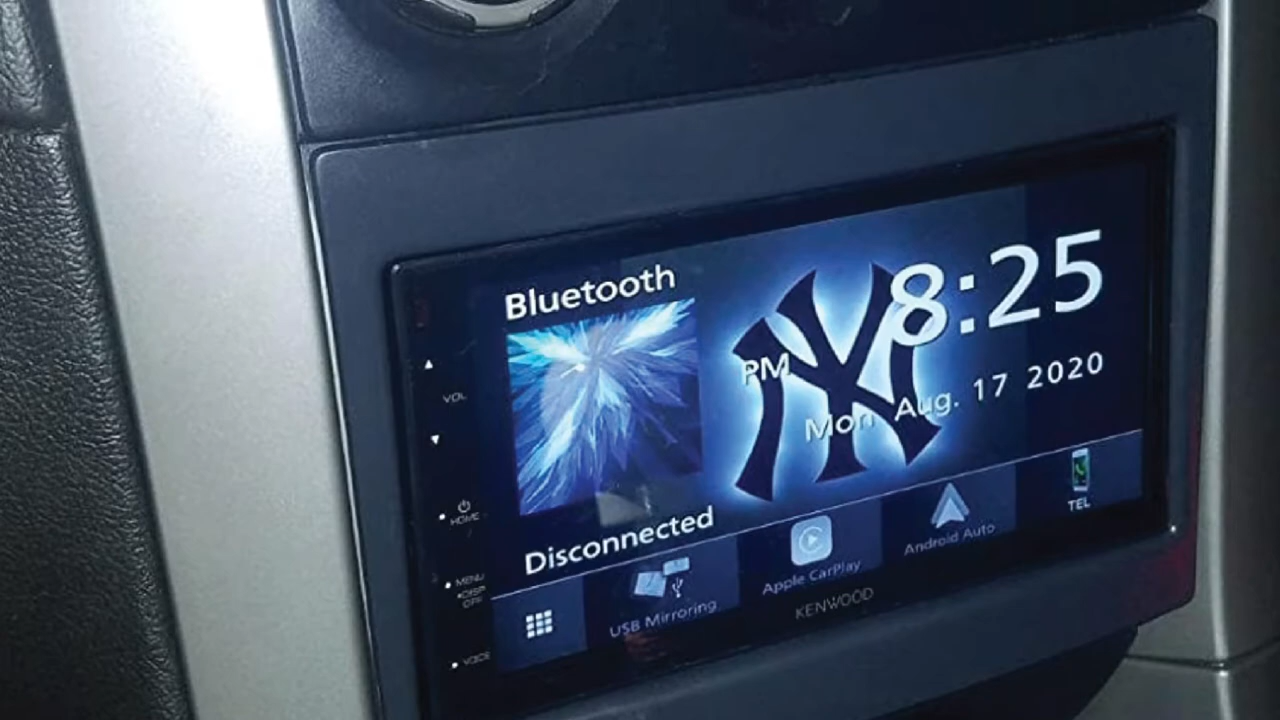 Bluetooth
8:25
PM
Mon Aug. 17 2020
Disconnected
TEL
Android Auto
Apple CarPlay
USB Mirroring
KENWOOD
VOL
HOME
MENU
DISP
OFF
VOICE
NY